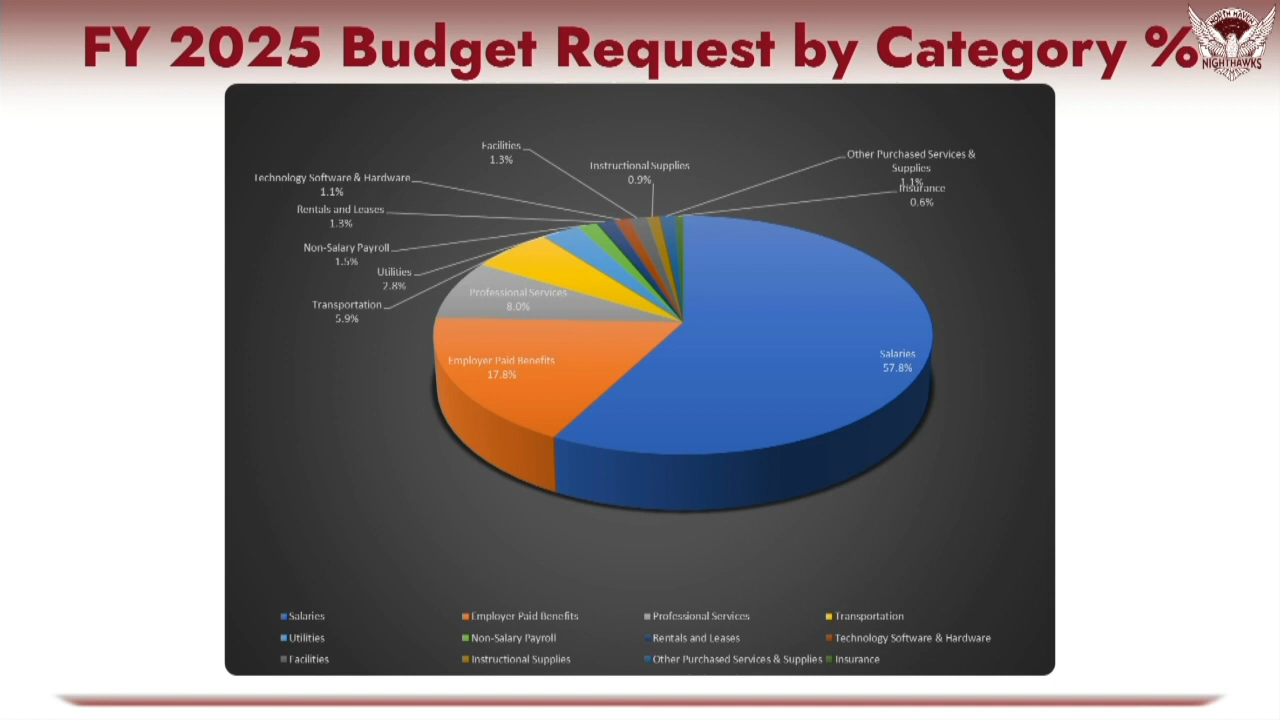 FY 2025 Budget Request by Category %
NORTH HAVEN
NIGHTHAWKS
Facilities
1.3%
Instructional Supplies
0.9%
Other Purchased Services &
Supplies
1.1%
Insurance
0.6%
Technology Software & Hardware
1.1%
Rentals and Leases
1.3%
Non-Salary Payroll
1.5%
Utilities
2.8%
Transportation
5.9%
Professional Services
8.0%
Employer Paid Benefits
17.8%
Salaries
57.8%
Salaries Employer Paid Benefits Professional Services Transportation
Utilities Non-Salary Payroll Rentals and Leases Technology Software & Hardware
Facilities Instructional Supplies Other Purchased Services & Supplies Insurance